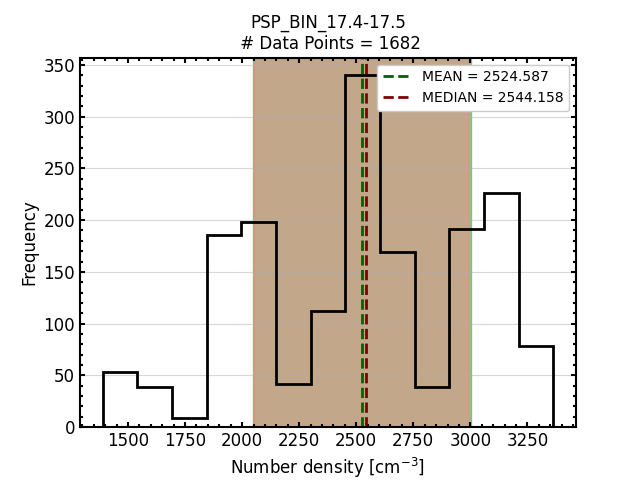 PSP_BIN_17.4-17.5
# Data Points = 1682
MEAN = 2524.587
MEDIAN = 2544.158
350
300
250
200
150
100
50
0
Frequency
1500 1750 2000 2250 2500 2750 3000 3250
Number density [cm⁻³]